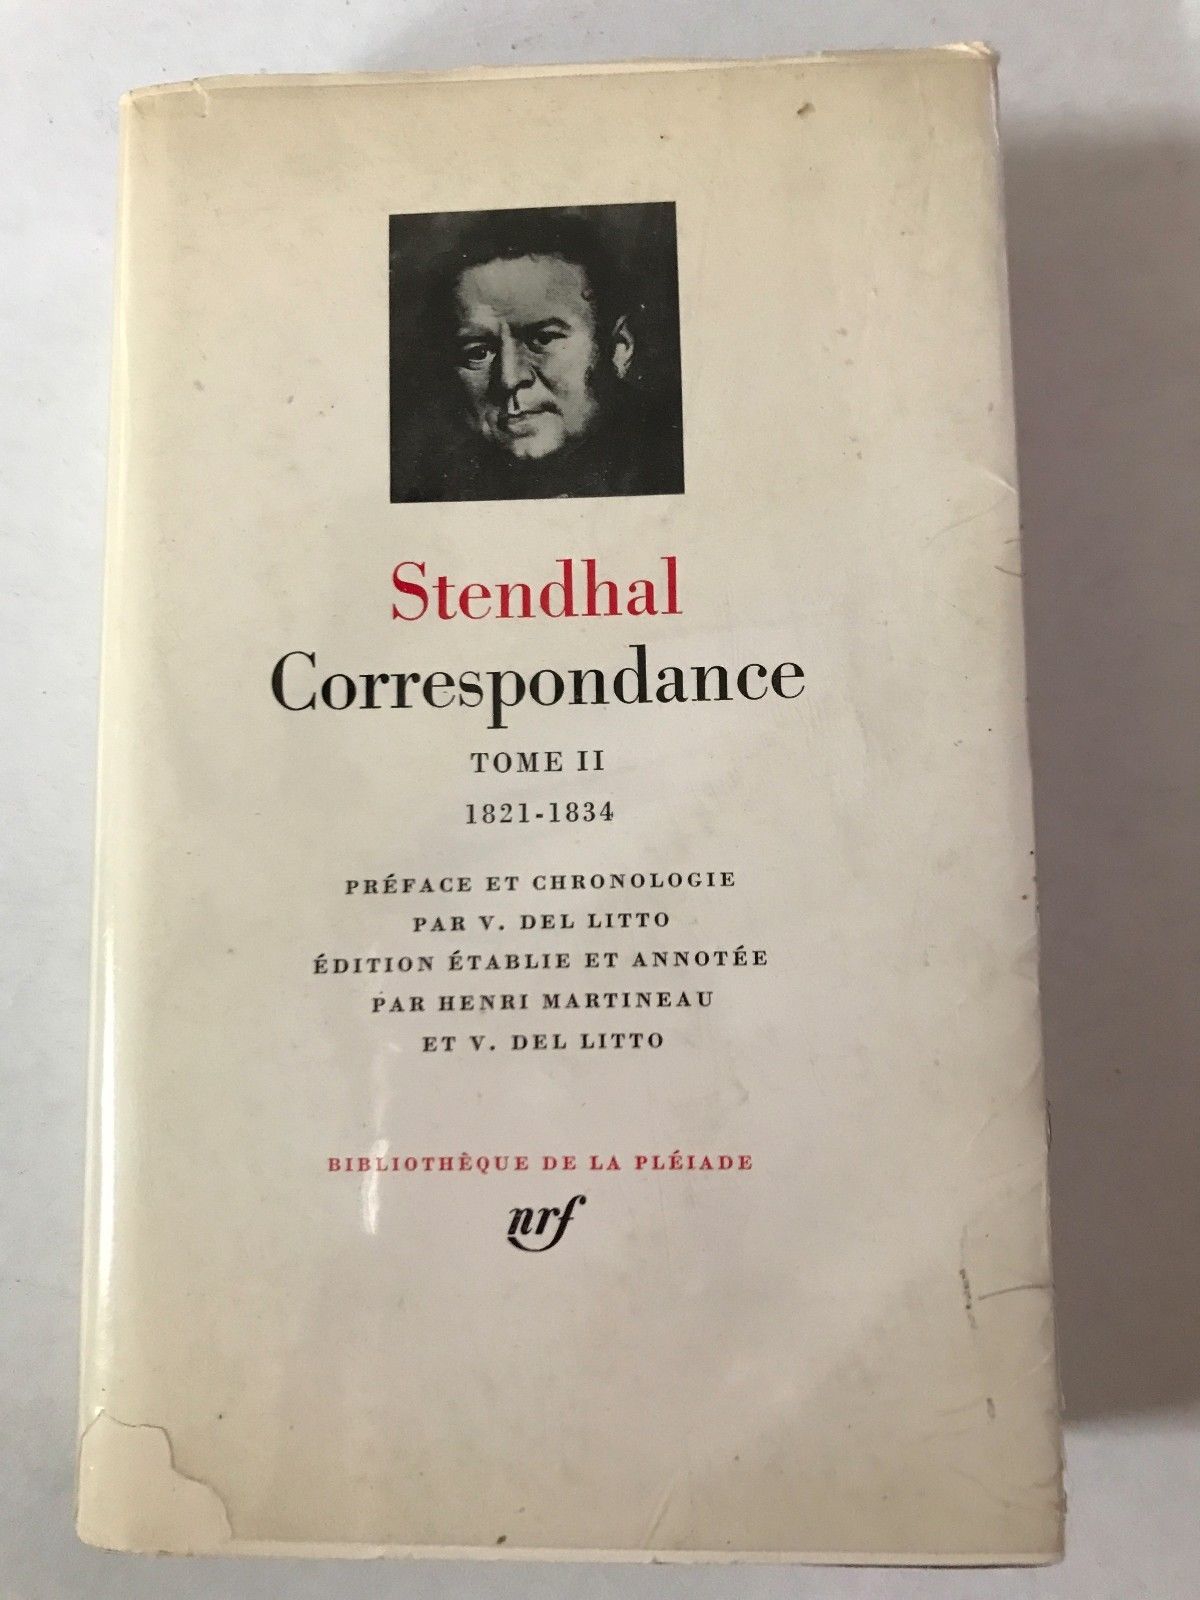 Stendhal
Correspondance
TOME II
1821-1834
PRÉFACE ET CHRONOLOGIE
PAR V. DEL LITTO
ÉDITION ÉTABLIE ET ANNOTÉE
PAR HENRI MARTINEAU
ET V. DEL LITTO
BIBLIOTHÈQUE DE LA PLÉIADE
nrf